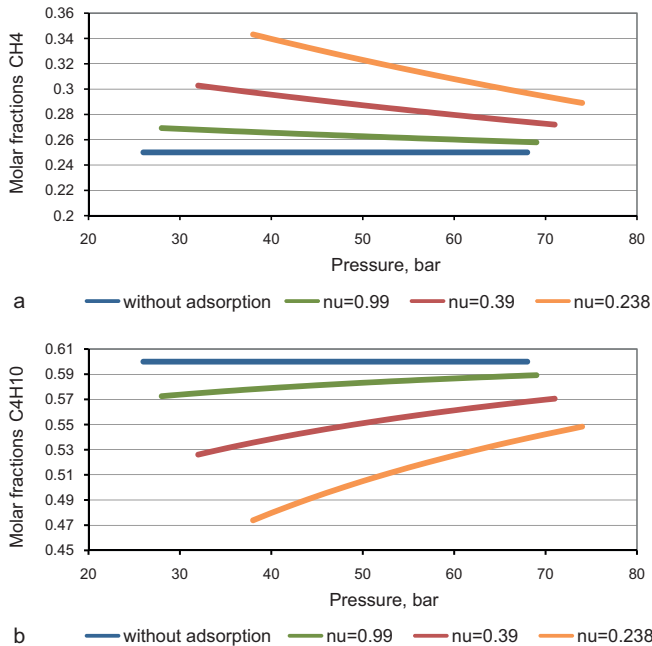 0.36
0.34
0.32
0.3
0.28
0.26
0.24
0.22
0.2
Molar fractions CH4
20 30 40 50 60 70 80
Pressure, bar
a
without adsorption nu=0.99 nu=0.39 nu=0.238
0.61
0.59
0.57
0.55
0.53
0.51
0.49
0.47
0.45
Molar fractions C4H10
20 30 40 50 60 70 80
Pressure, bar
b
without adsorption nu=0.99 nu=0.39 nu=0.238